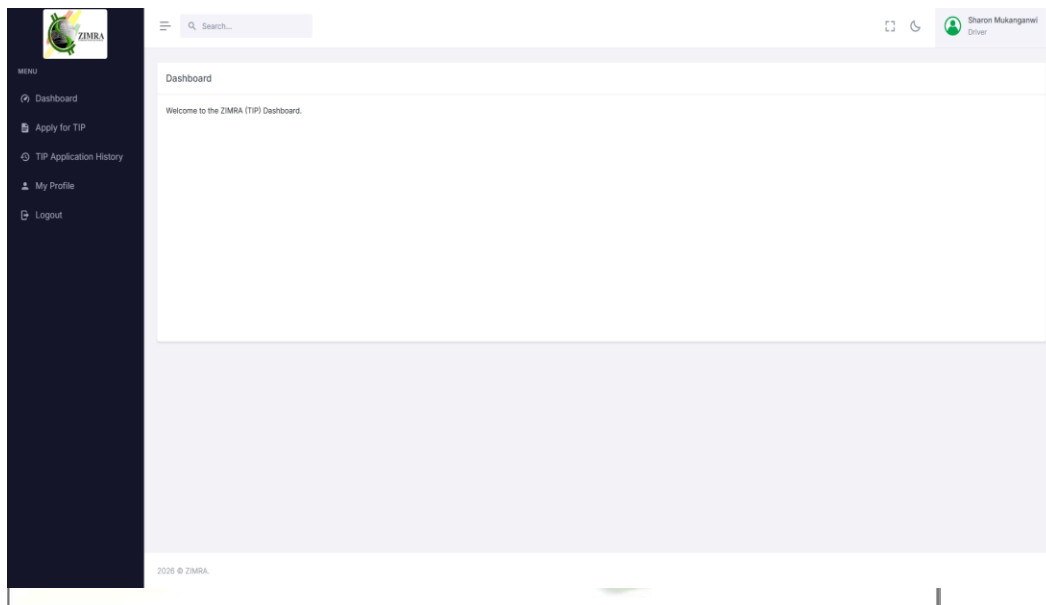 ZIMRA
MENU
Dashboard
Apply for TIP
TIP Application History
My Profile
Logout
Search...
Sharon Mukanganwi
Driver
Dashboard
Welcome to the ZIMRA (TIP) Dashboard.
2026 © ZIMRA.